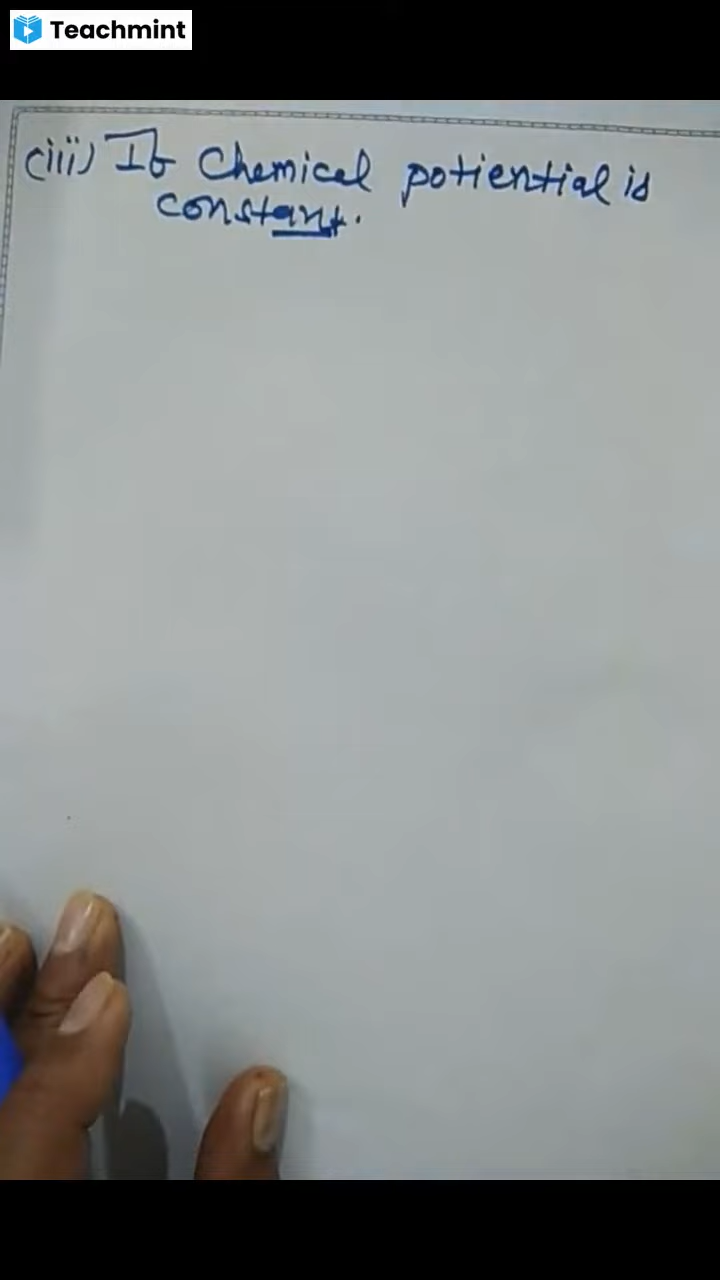 Teachmint
(iii) If Chemical potiential is
constant.